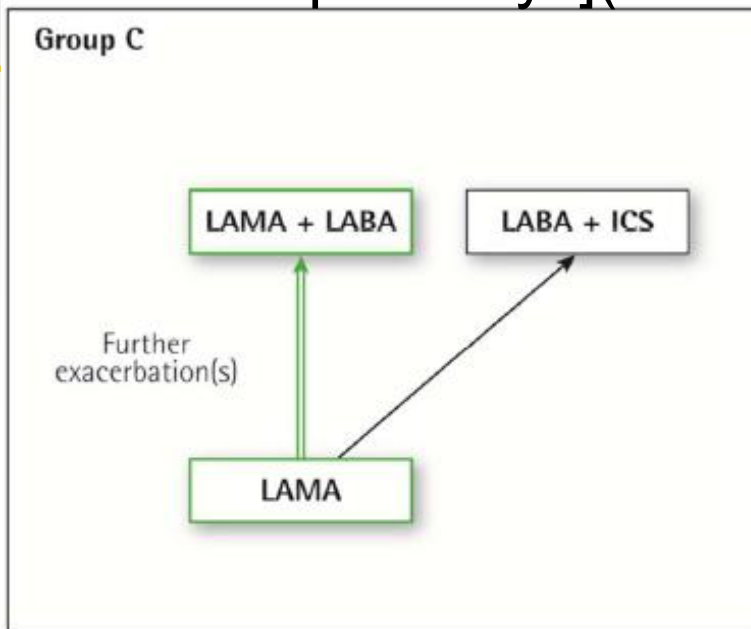 Group C
LAMA + LABA
LABA + ICS
Further
exacerbation(s)
LAMA